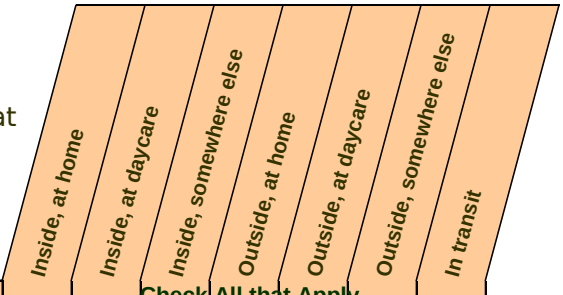 at
Inside, at home
Inside, at daycare
Inside, somewhere else
Outside, at home
Outside, at daycare
Outside, somewhere else
In transit
Check All that Apply